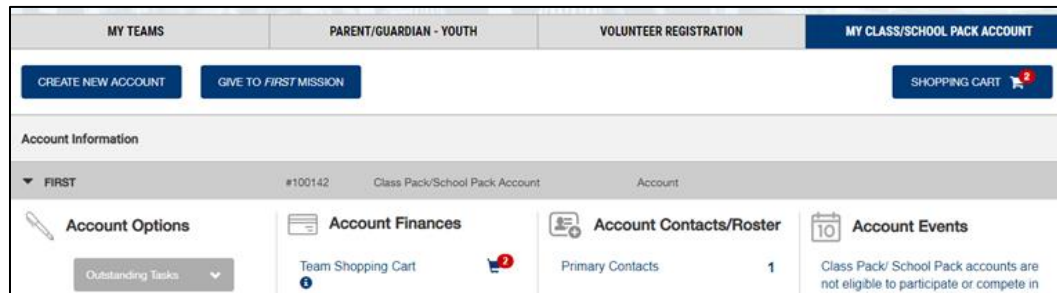 MY TEAMS PARENT/GUARDIAN - YOUTH VOLUNTEER REGISTRATION MY CLASS/SCHOOL PACK ACCOUNT
CREATE NEW ACCOUNT GIVE TO FIRST MISSION SHOPPING CART 2
Account Information
FIRST #100142 Class Pack/School Pack Account Account
Account Options Account Finances Account Contacts/Roster 10 Account Events
Outstanding Tasks Team Shopping Cart 2 Primary Contacts 1 Class Pack/ School Pack accounts are
not eligible to participate or compete in